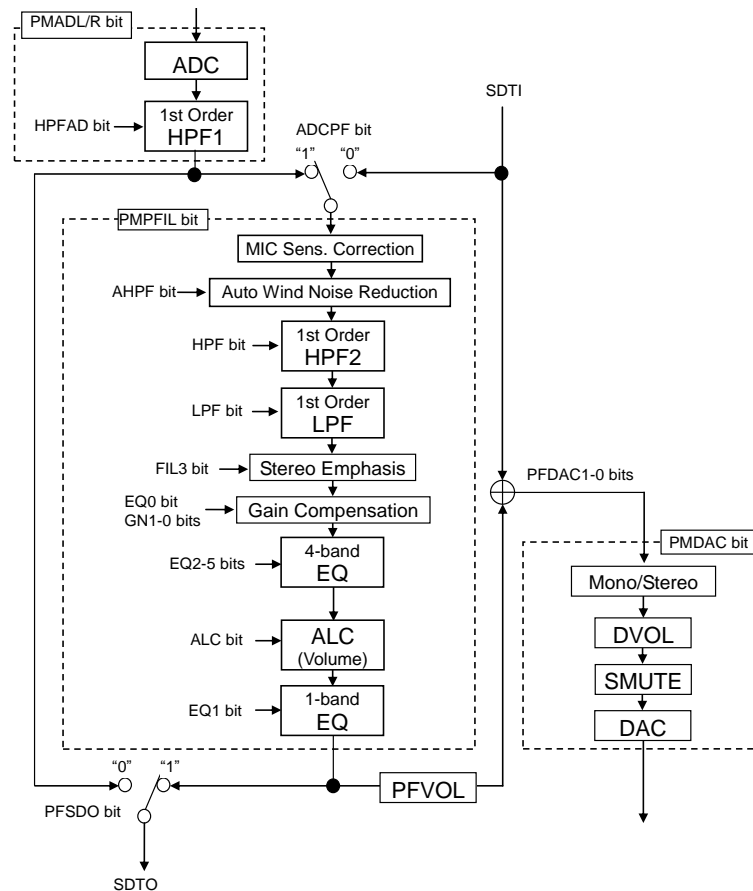 PMADL/R bit
ADC
1st Order
HPF1
HPFAD bit
SDTI
ADCPF bit
“1” “0”
PMPFIL bit
MIC Sens. Correction
AHPF bit
Auto Wind Noise Reduction
HPF bit
1st Order
HPF2
LPF bit
1st Order
LPF
FIL3 bit
Stereo Emphasis
EQ0 bit
GN1-0 bits
Gain Compensation
PFDAC1-0 bits
PMDAC bit
EQ2-5 bits
4-band
EQ
Mono/Stereo
ALC bit
ALC
(Volume)
DVOL
SMUTE
EQ1 bit
1-band
EQ
DAC
“0” “1”
PFVOL
PFSDO bit
SDTO